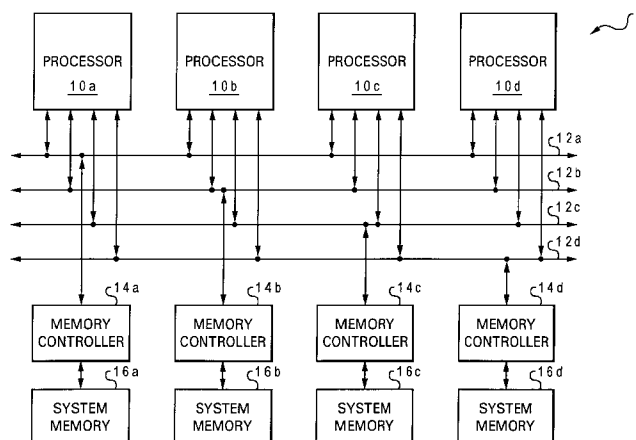 PROCESSOR
10a
PROCESSOR
10b
PROCESSOR
10c
PROCESSOR
10d
12a
12b
12c
12d
14a
14b
14c
14d
MEMORY
CONTROLLER
MEMORY
CONTROLLER
MEMORY
CONTROLLER
MEMORY
CONTROLLER
16a
16b
16c
16d
SYSTEM
MEMORY
SYSTEM
MEMORY
SYSTEM
MEMORY
SYSTEM
MEMORY